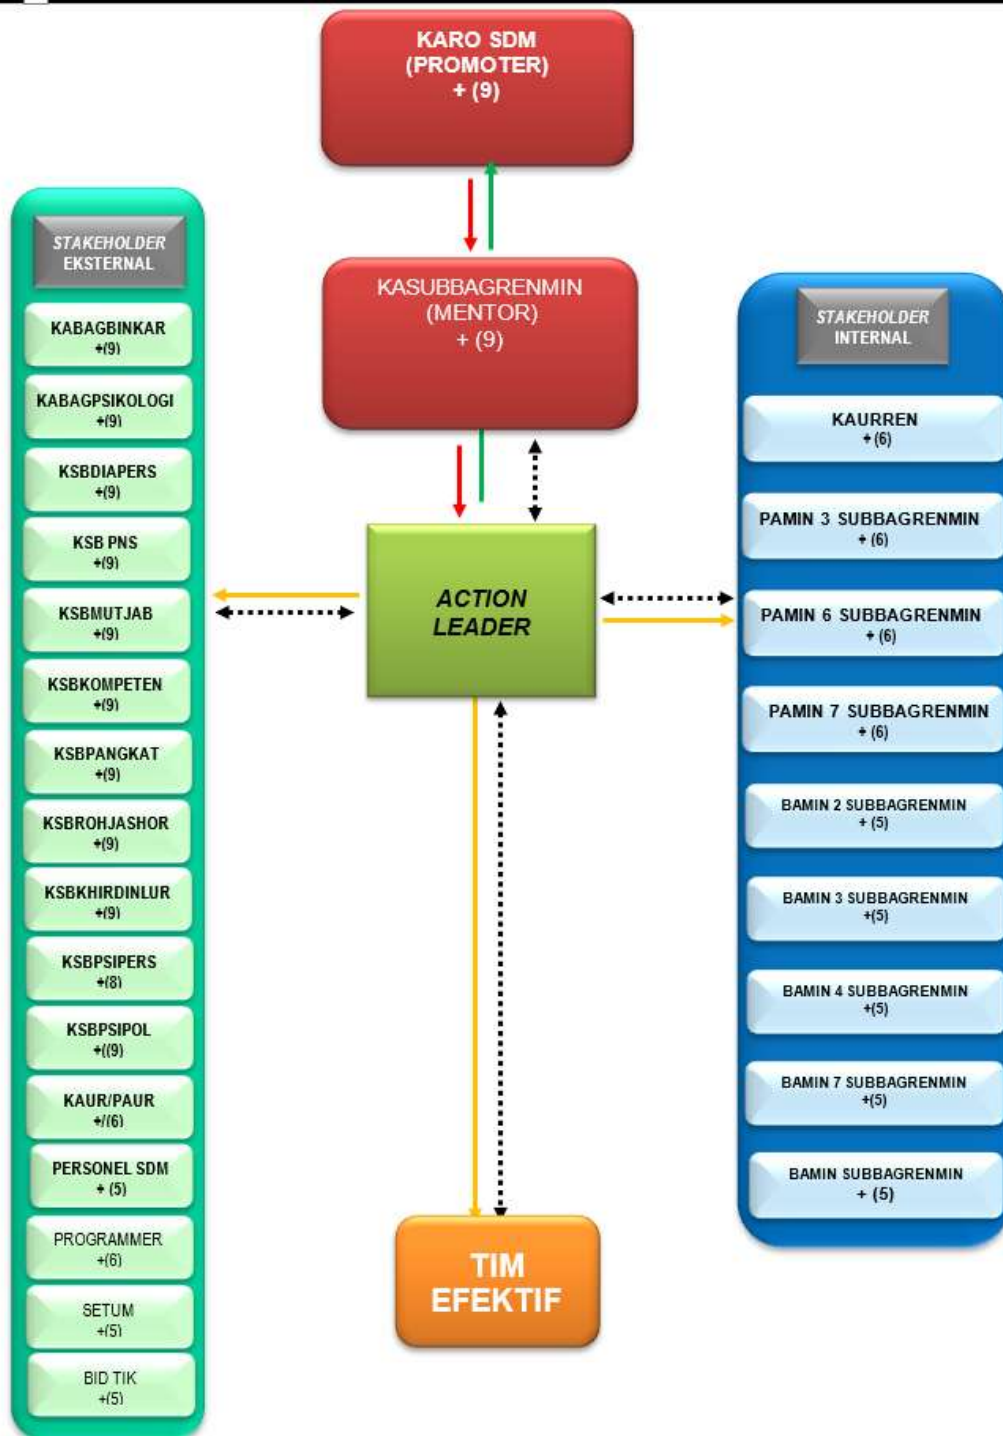 KARO SDM
(PROMOTER)
+ (9)
KASUBBAGRENMIN
(MENTOR)
+ (9)
STAKEHOLDER
EKSTERNAL
KABAGBINKAR
+(9)
KABAGPSIKOLOGI
+(9)
KSBDIAPERS
+(9)
KSB PNS
+(9)
KSBMUTJAB
+(9)
KSBKOMPETEN
+(9)
KSBPANGKAT
+(9)
KSBROHJASHOR
+(9)
KSBKHIRDINLUR
+(9)
KSBPSIPERS
+(8)
KSBPSIPOL
+((9)
KAUR/PAUR
+/(6)
PERSONEL SDM
+ (5)
PROGRAMMER
+(6)
SETUM
+(5)
BID TIK
+(5)
ACTION
LEADER
TIM
EFEKTIF
STAKEHOLDER
INTERNAL
KAURREN
+ (6)
PAMIN 3 SUBBAGRENMIN
+ (6)
PAMIN 6 SUBBAGRENMIN
+ (6)
PAMIN 7 SUBBAGRENMIN
+ (6)
BAMIN 2 SUBBAGRENMIN
+ (5)
BAMIN 3 SUBBAGRENMIN
+(5)
BAMIN 4 SUBBAGRENMIN
+(5)
BAMIN 7 SUBBAGRENMIN
+(5)
BAMIN SUBBAGRENMIN
+ (5)